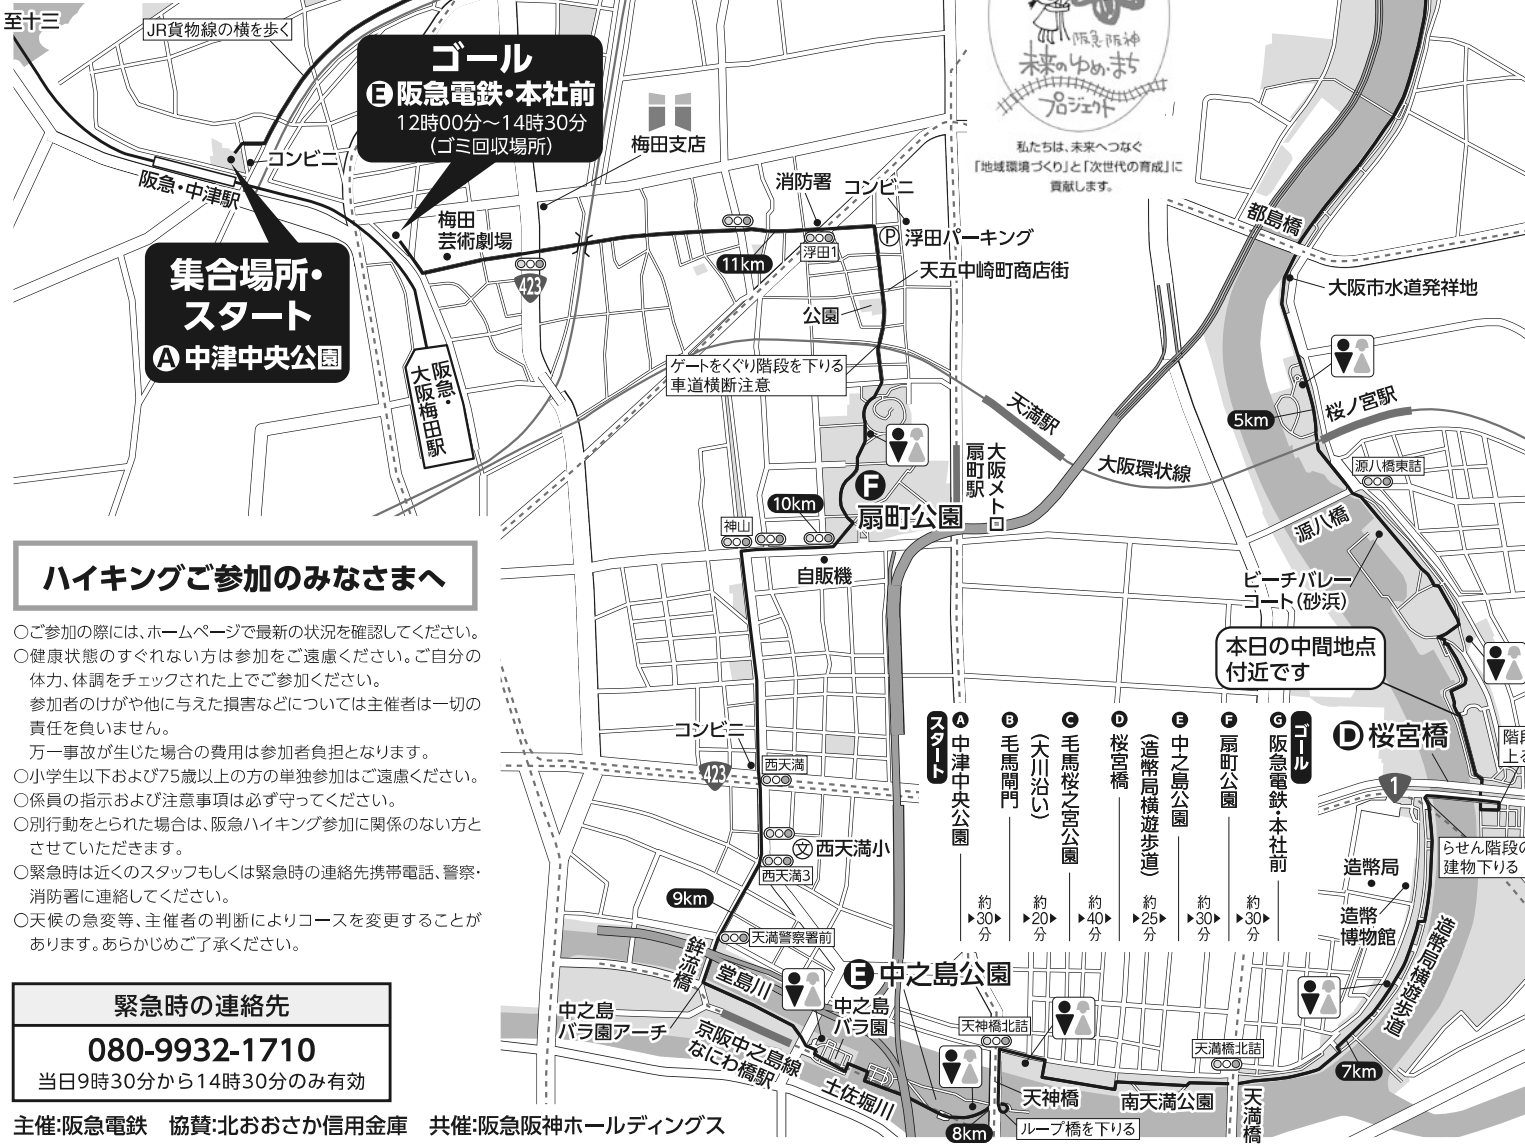 至十三
JR貨物線の横を歩く
ゴール
Ⓔ阪急電鉄・本社前
12時00分～14時30分
(ゴミ回収場所)
阪急阪神
未来のゆめ・まち
プロジェクト
私たちは、未来へつなぐ
「地域環境づくり」と「次世代の育成」に
貢献します。
コンビニ
阪急・中津駅
梅田支店
消防署
コンビニ
都島橋
梅田
芸術劇場
浮田1
Ⓟ浮田パーキング
11km
423
天五中崎町商店街
集合場所・
スタート
Ⓐ中津中央公園
大阪市水道発祥地
公園
ゲートをくぐり階段を下りる
車道横断注意
阪急・
大阪梅田駅
天満駅
5km
桜ノ宮駅
大阪環状線
大阪メトロ
扇町駅
源八橋東詰
Ⓕ
扇町公園
10km
神山
源八橋
自販機
ビーチバレー
コート(砂浜)
本日の中間地点
付近です
ハイキングご参加のみなさまへ
○ご参加の際には、ホームページで最新の状況を確認してください。
○健康状態のすぐれない方は参加をご遠慮ください。ご自分の
体力、体調をチェックされた上でご参加ください。
参加者のけがや他に与えた損害などについては主催者は一切の
責任を負いません。
万一事故が生じた場合の費用は参加者負担となります。
○小学生以下および75歳以上の方の単独参加はご遠慮ください。
○係員の指示および注意事項は必ず守ってください。
○別行動をとられた場合は、阪急ハイキング参加に関係のない方と
させていただきます。
○緊急時は近くのスタッフもしくは緊急時の連絡先携帯電話、警察・
消防署に連絡してください。
○天候の急変等、主催者の判断によりコースを変更することが
あります。あらかじめご了承ください。
緊急時の連絡先
080-9932-1710
当日9時30分から14時30分のみ有効
主催:阪急電鉄　協賛:北おおさか信用金庫　共催:阪急阪神ホールディングス
コンビニ
423
西天満
㊆西天満小
西天満3
9km
天満警察署前
スタート
Ⓐ中津中央公園
約30分
Ⓑ毛馬閘門
(大川沿い)
約20分
Ⓒ毛馬桜之宮公園
約40分
Ⓓ桜宮橋
(造幣局横遊歩道)
約25分
Ⓔ中之島公園
約30分
Ⓕ扇町公園
約30分
Ⓖ阪急電鉄・本社前
ゴール
Ⓓ桜宮橋
階段
上る
1
らせん階段の
建物下りる
造幣局
造幣
博物館
造幣局横遊歩道
鉾流橋
堂島川
Ⓔ中之島公園
中之島
バラ園アーチ
中之島
バラ園
京阪中之島線
なにわ橋駅
土佐堀川
天神橋北詰
天満橋北詰
7km
天神橋
南天満公園
天満橋
8km
ループ橋を下りる